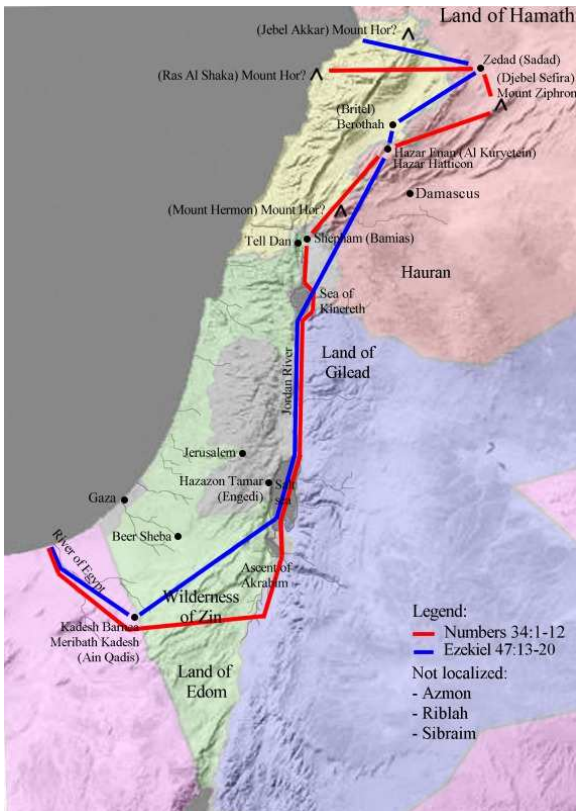 Land of Hamath
(Jebel Akkar) Mount Hor?
Zedad (Sadad)
(Ras Al Shaka) Mount Hor?
(Djebel Sefira)
Mount Ziphron
(Britel)
Berothah
Hazar Enan (Al Kuryetein)
Hazar Hatticon
Damascus
(Mount Hermon) Mount Hor?
Tell Dan
Shepham (Bamias)
Hauran
Sea of
Kinereth
Land of
Gilead
Jordan River
Jerusalem
Hazazon Tamar
(Engedi)
Salt
sea
Gaza
Beer Sheba
River of Egypt
Ascent of
Akrabim
Wilderness
of Zin
Kadesh Barnea
Meribath Kadesh
(Ain Qadis)
Land of
Edom
Legend:
Numbers 34:1-12
Ezekiel 47:13-20
Not localized:
- Azmon
- Riblah
- Sibraim